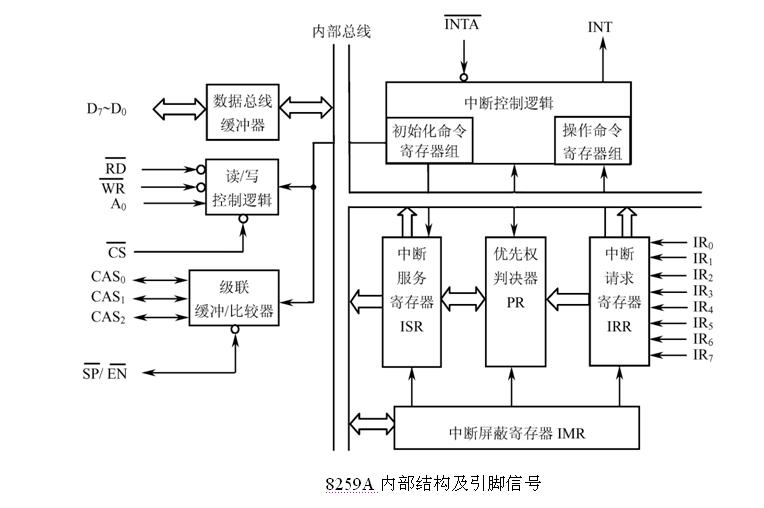 内部总线
INTA
INT
D7~D0
数据总线
缓冲器
中断控制逻辑
初始化命令
寄存器组
操作命令
寄存器组
RD
WR
A0
读/写
控制逻辑
CS
CAS0
CAS1
CAS2
级联
缓冲/比较器
SP/ EN
中断
服务
寄存器
ISR
优先权
判决器
PR
中断
请求
寄存器
IRR
IR0
IR1
IR2
IR3
IR4
IR5
IR6
IR7
中断屏蔽寄存器 IMR
8259A 内部结构及引脚信号